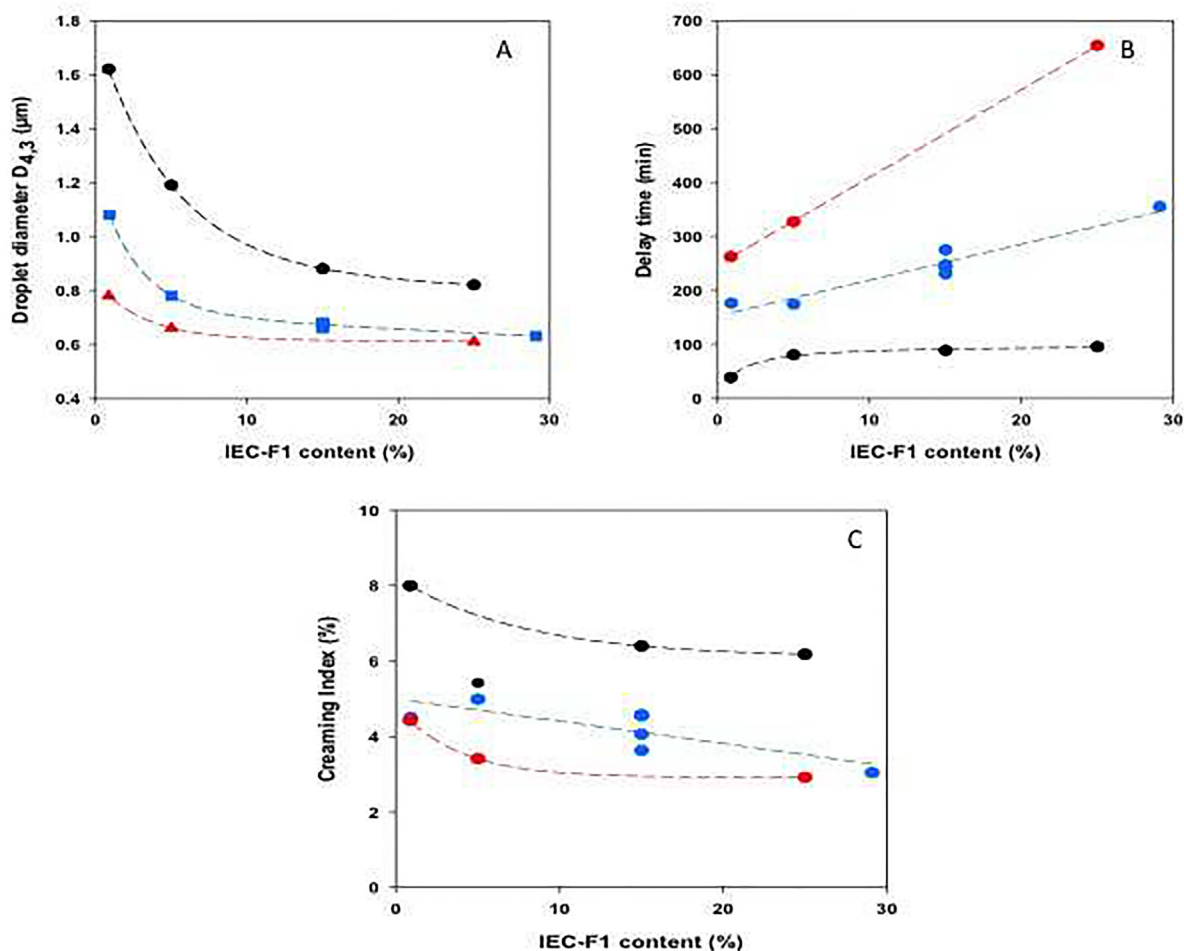 A
Droplet diameter D4,3 (µm)
1.8
1.6
1.4
1.2
1.0
0.8
0.6
0.4
0 10 20 30
IEC-F1 content (%)
B
Delay time (min)
700
600
500
400
300
200
100
0
0 10 20 30
IEC-F1 content (%)
C
Creaming Index (%)
10
8
6
4
2
0
0 10 20 30
IEC-F1 content (%)